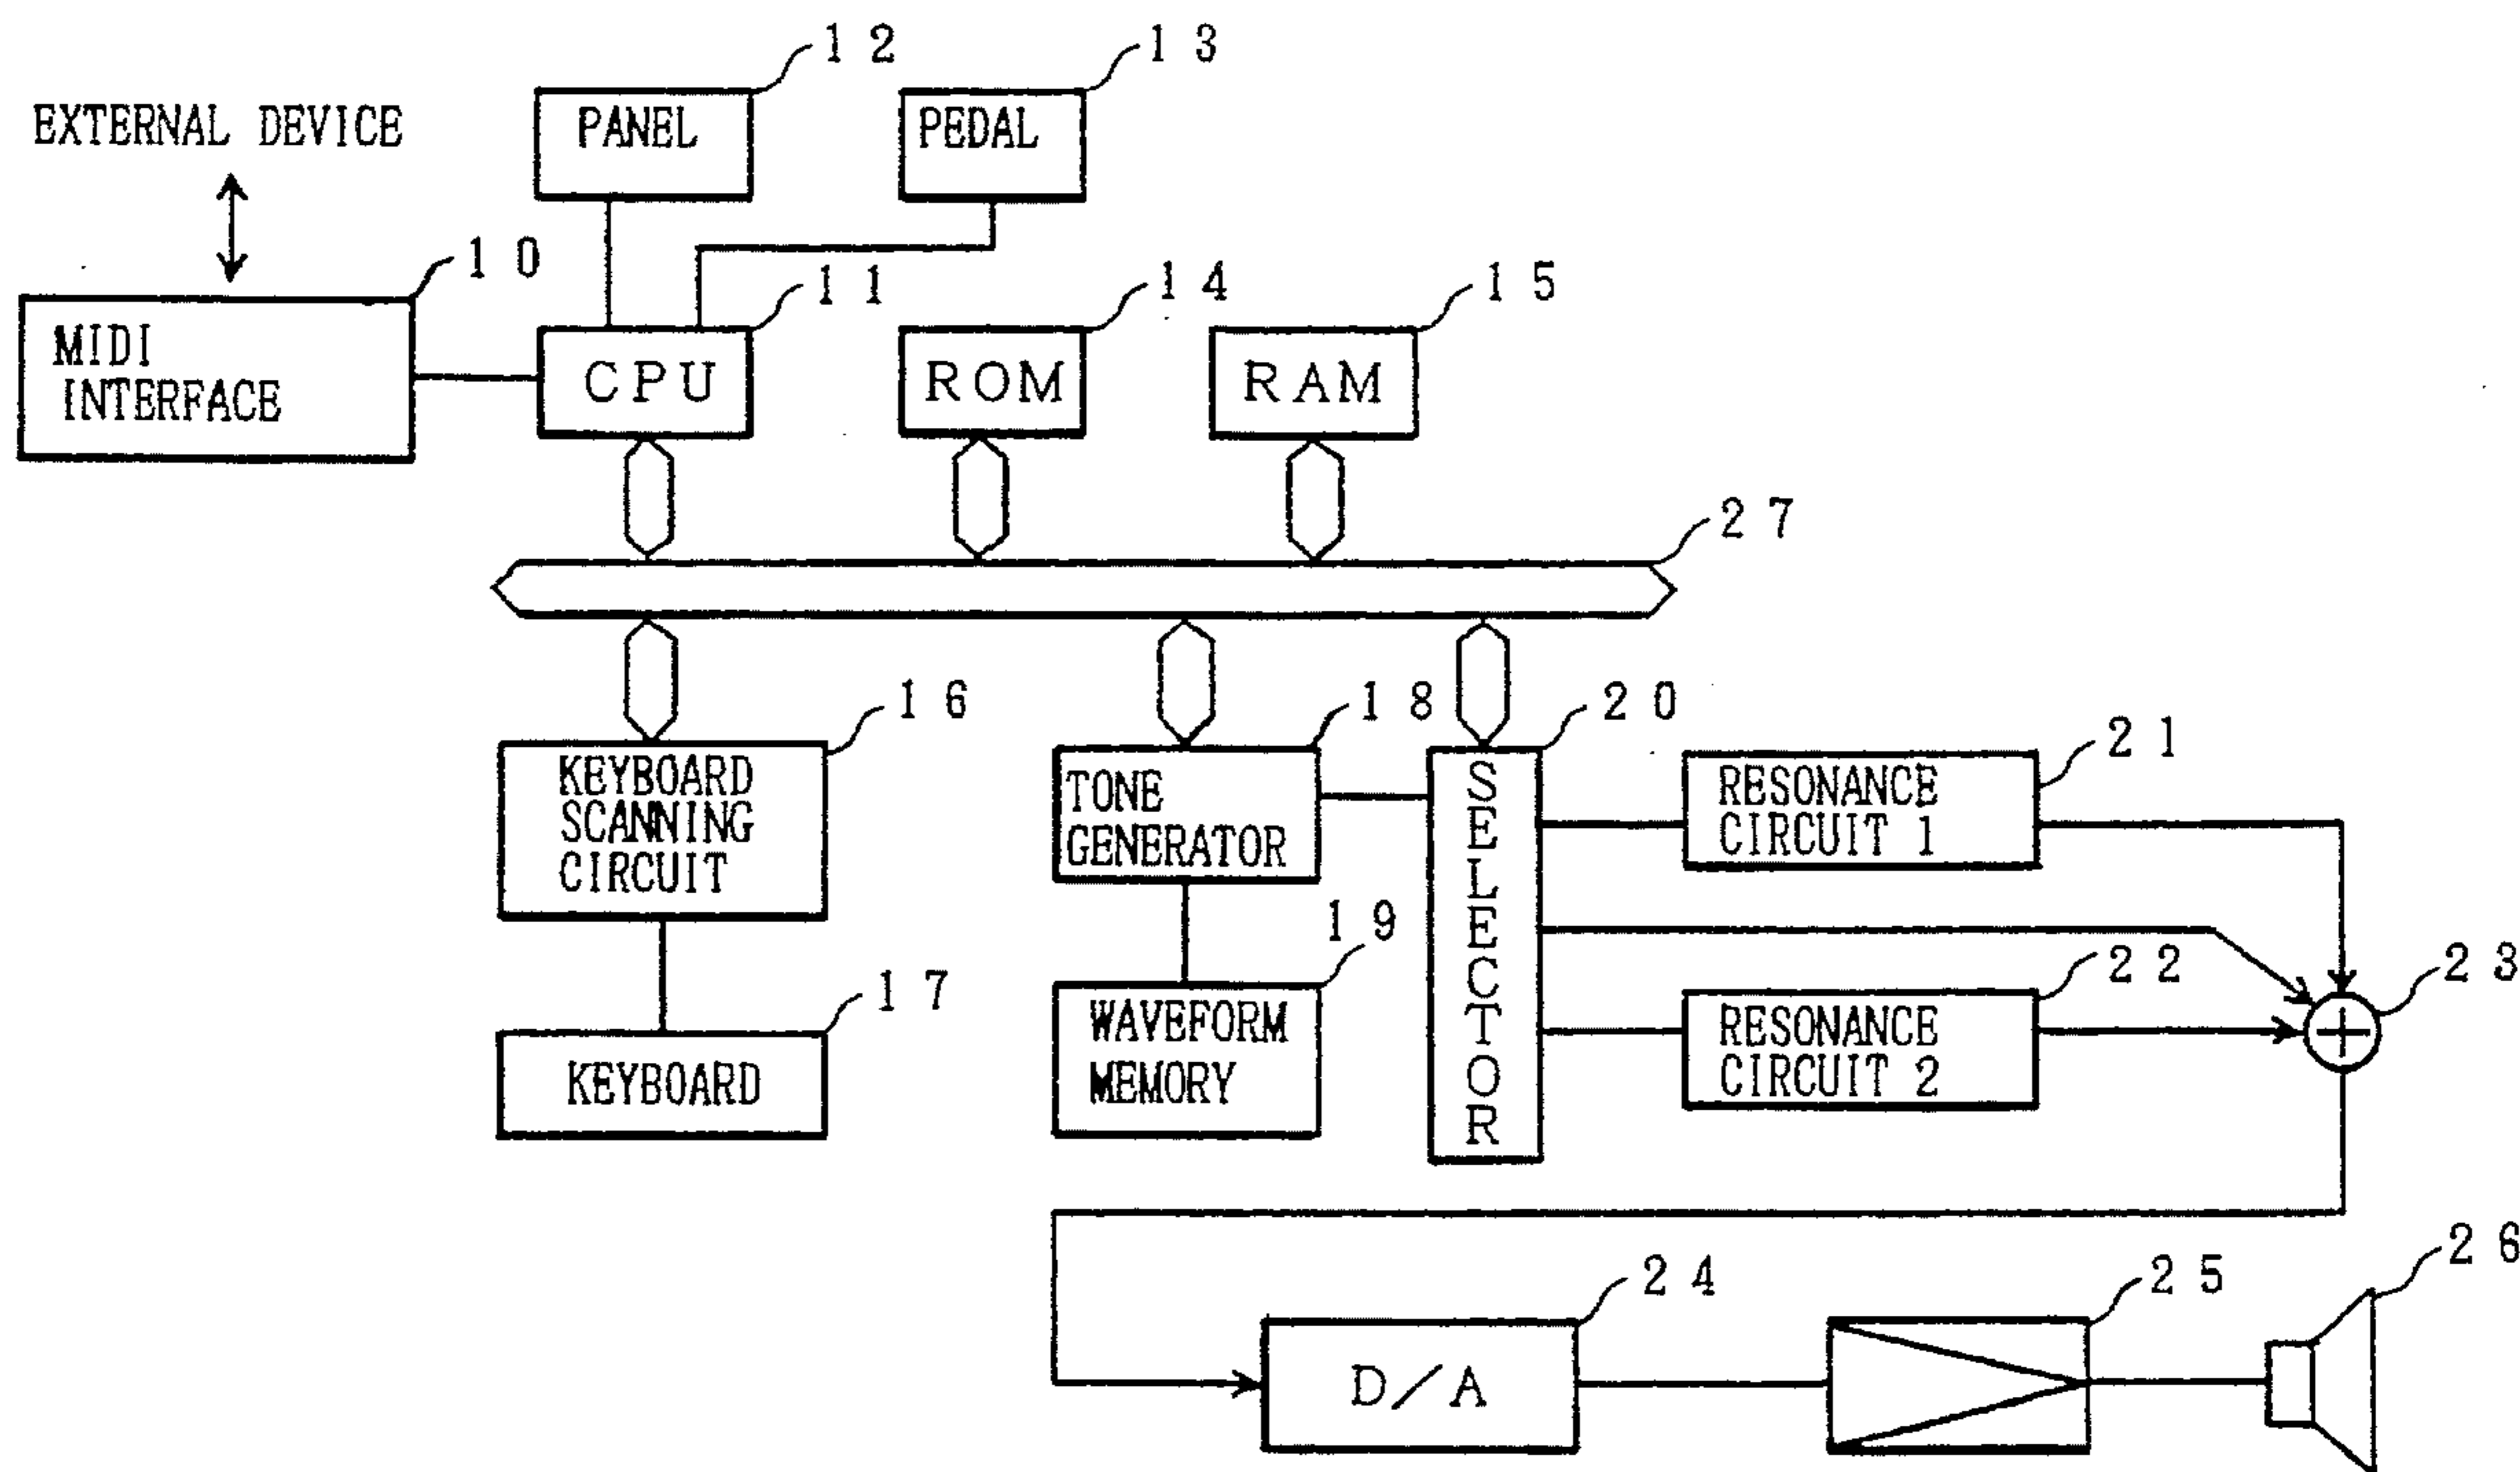 12
13
EXTERNAL DEVICE
PANEL
PEDAL
10
11
14
15
MIDI
INTERFACE
CPU
ROM
RAM
27
16
18
20
21
KEYBOARD
SCANNING
CIRCUIT
TONE
GENERATOR
SELECTOR
RESONANCE
CIRCUIT 1
19
22
23
17
WAVEFORM
MEMORY
RESONANCE
CIRCUIT 2
KEYBOARD
24
25
26
D/A